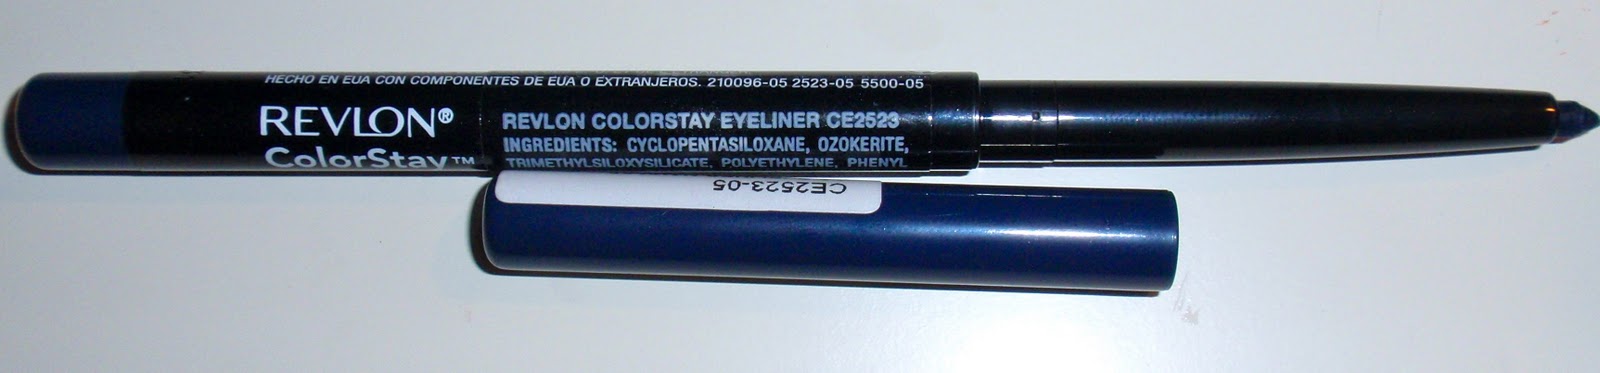 HECHO EN EUA CON COMPONENTES DE EUA O EXTRANJEROS. 210096-05 2523-05 5500-05
REVLON®
ColorStay™
REVLON COLORSTAY EYELINER CE2523
INGREDIENTS: CYCLOPENTASILOXANE, OZOKERITE,
TRIMETHYLSILOXYSILICATE, POLYETHYLENE, PHENYL
CE2523-05